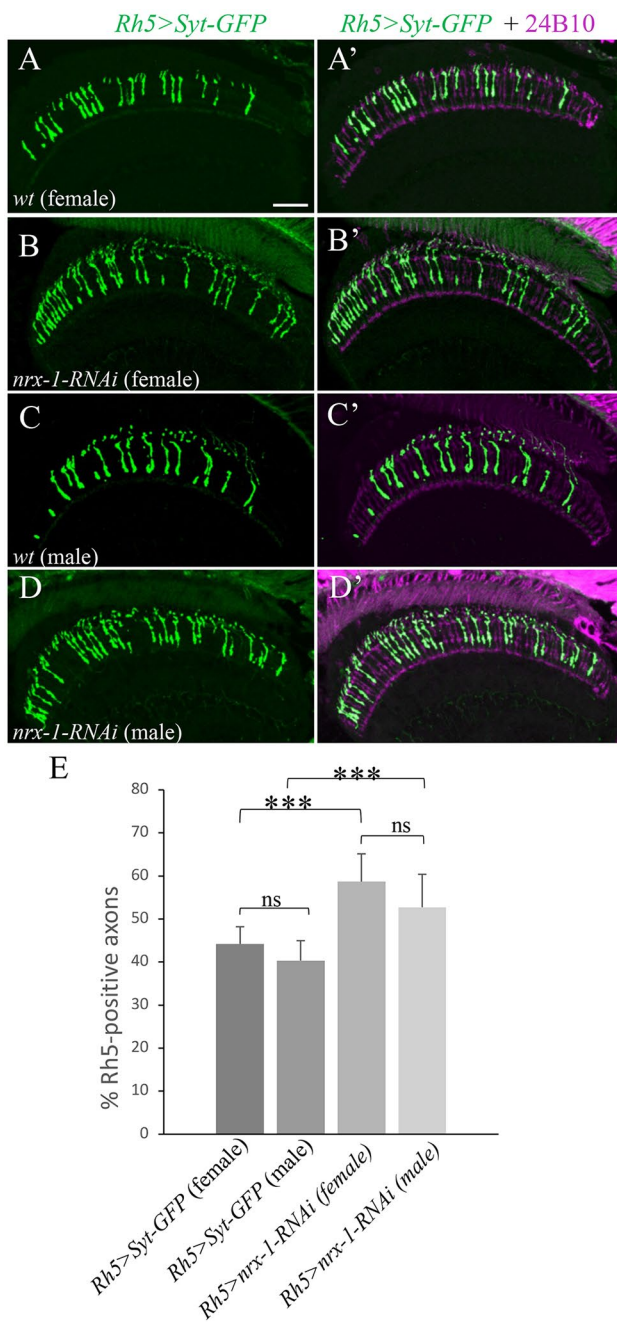 Rh5>Syt-GFP Rh5>Syt-GFP + 24B10
A A’
wt (female)
B B’
nrx-1-RNAi (female)
C C’
wt (male)
D D’
nrx-1-RNAi (male)
E
***
***
ns
ns
% Rh5-positive axons
80
70
60
50
40
30
20
10
0
Rh5>Syt-GFP (female)
Rh5>Syt-GFP (male)
Rh5>nrx-1-RNAi (female)
Rh5>nrx-1-RNAi (male)